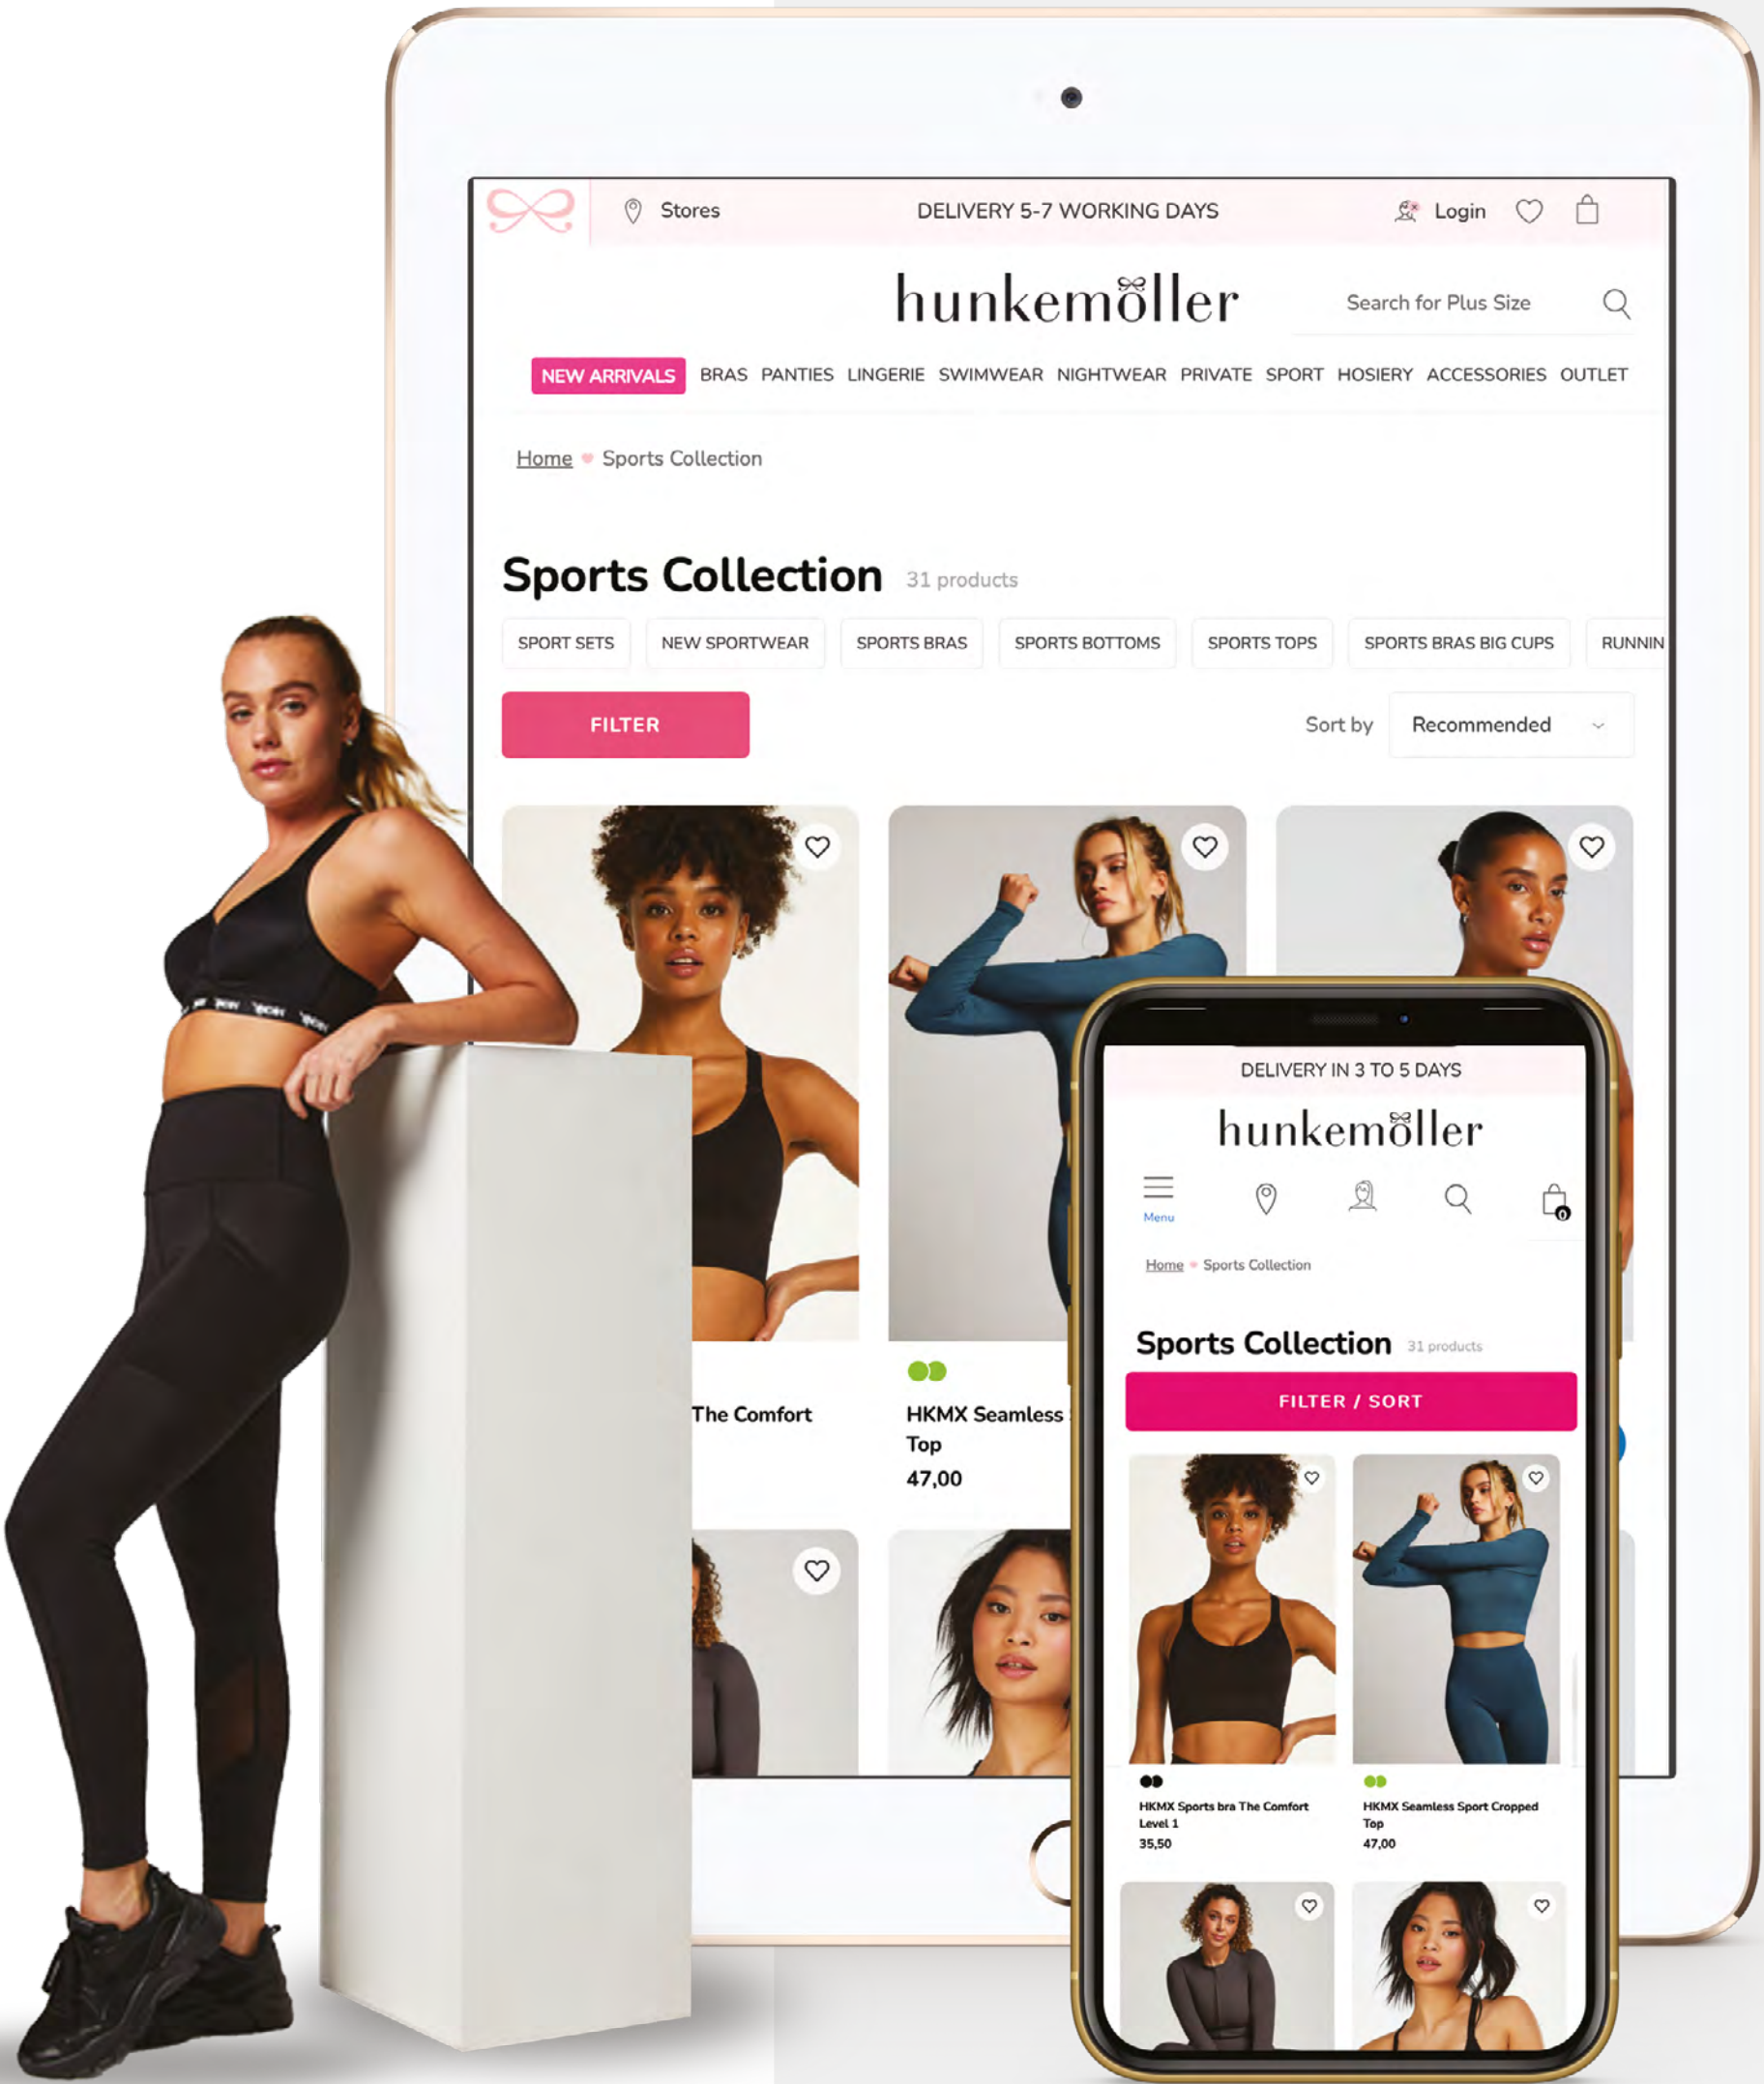 Stores
DELIVERY 5-7 WORKING DAYS
Login
hunkemöller
Search for Plus Size
NEW ARRIVALS BRAS PANTIES LINGERIE SWIMWEAR NIGHTWEAR PRIVATE SPORT HOSIERY ACCESSORIES OUTLET
Home Sports Collection
Sports Collection 31 products
SPORT SETS NEW SPORTWEAR SPORTS BRAS SPORTS BOTTOMS SPORTS TOPS SPORTS BRAS BIG CUPS RUNNIN
FILTER
Sort by Recommended
The Comfort
HKMX Seamless
Top
47,00
DELIVERY IN 3 TO 5 DAYS
hunkemöller
0
Menu
Home Sports Collection
Sports Collection 31 products
FILTER / SORT
HKMX Sports bra The Comfort
Level 1
35,50
HKMX Seamless Sport Cropped
Top
47,00